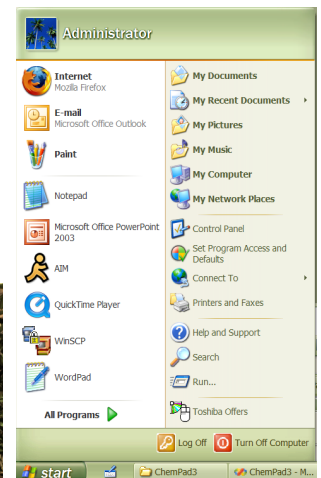 Administrator
Internet
Mozilla Firefox
E-mail
Microsoft Office Outlook
Paint
Notepad
Microsoft Office PowerPoint
2003
AIM
QuickTime Player
WinSCP
WordPad
All Programs
My Documents
My Recent Documents
My Pictures
My Music
My Computer
My Network Places
Control Panel
Set Program Access and
Defaults
Connect To
Printers and Faxes
Help and Support
Search
Run...
Toshiba Offers
Log Off
Turn Off Computer
start
ChemPad3
ChemPad3 - M...